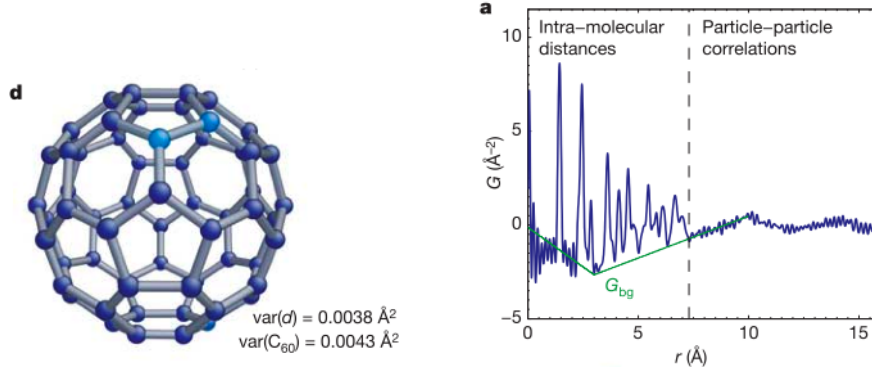 d
var(d) = 0.0038 Å²
var(C₆₀) = 0.0043 Å²
a
Intra–molecular distances
Particle–particle correlations
G (Å⁻²)
10
5
0
−5
G_bg
0
5
10
15
r (Å)